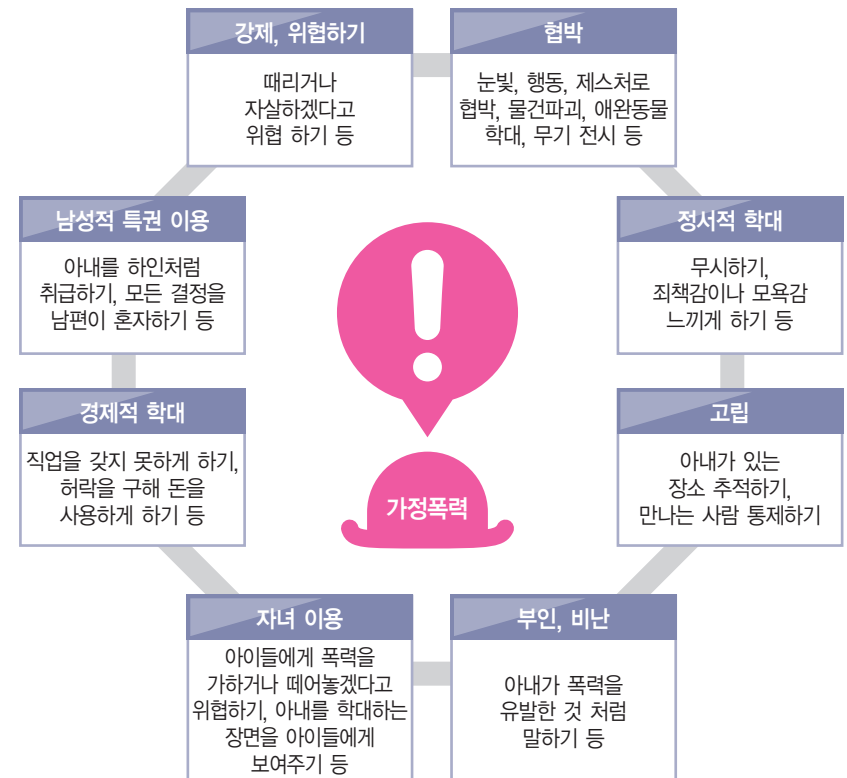 강제, 위협하기
때리거나
자살하겠다고
위협 하기 등
협박
눈빛, 행동, 제스처로
협박, 물건파괴, 애완동물
학대, 무기 전시 등
남성적 특권 이용
아내를 하인처럼
취급하기, 모든 결정을
남편이 혼자하기 등
정서적 학대
무시하기,
죄책감이나 모욕감
느끼게 하기 등
경제적 학대
직업을 갖지 못하게 하기,
허락을 구해 돈을
사용하게 하기 등
고립
아내가 있는
장소 추적하기,
만나는 사람 통제하기
가정폭력
자녀 이용
아이들에게 폭력을
가하거나 떼어놓겠다고
위협하기, 아내를 학대하는
장면을 아이들에게
보여주기 등
부인, 비난
아내가 폭력을
유발한 것 처럼
말하기 등